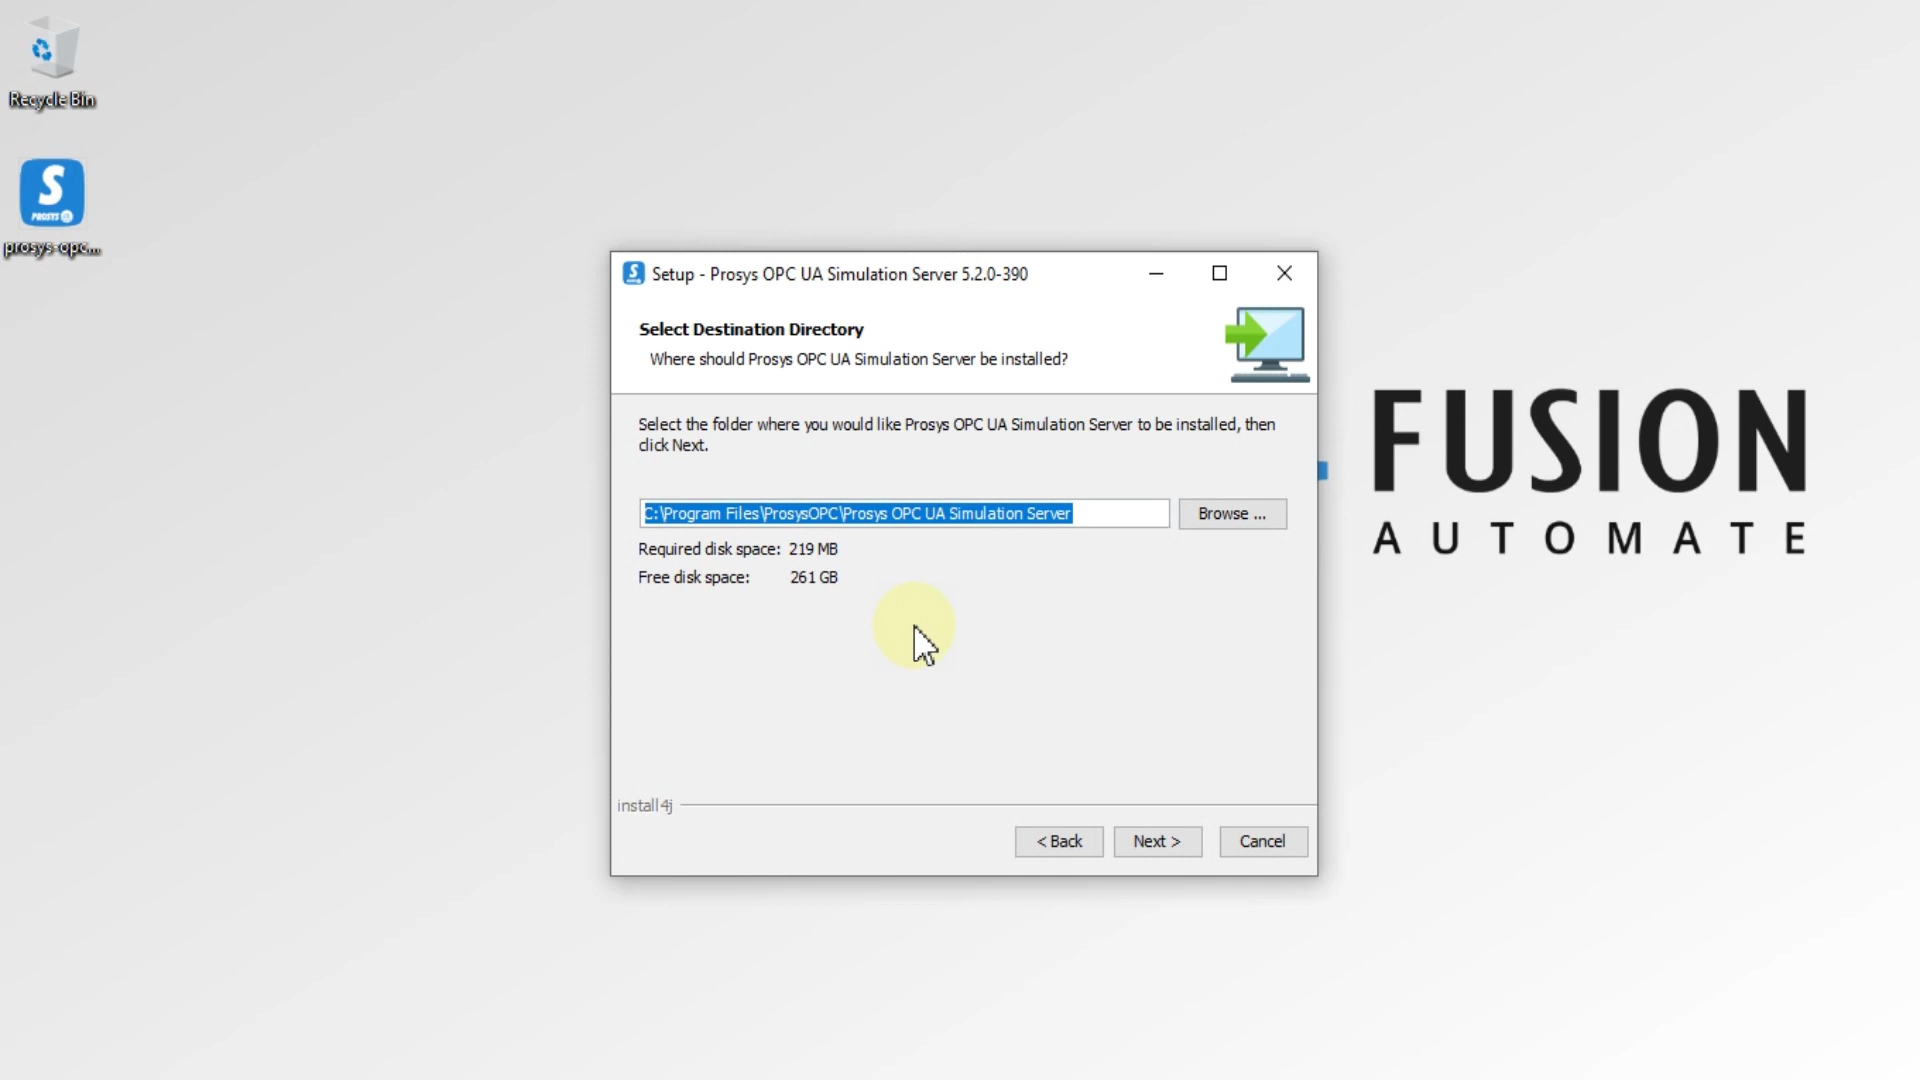 Recycle Bin
S
PROSYS
prosys-opc...
Setup - Prosys OPC UA Simulation Server 5.2.0-390
Select Destination Directory
Where should Prosys OPC UA Simulation Server be installed?
Select the folder where you would like Prosys OPC UA Simulation Server to be installed, then
click Next.
C:\Program Files\ProsysOPC\Prosys OPC UA Simulation Server
Browse ...
Required disk space: 219 MB
Free disk space: 261 GB
install4j
< Back
Next >
Cancel
FUSION
AUTOMATE